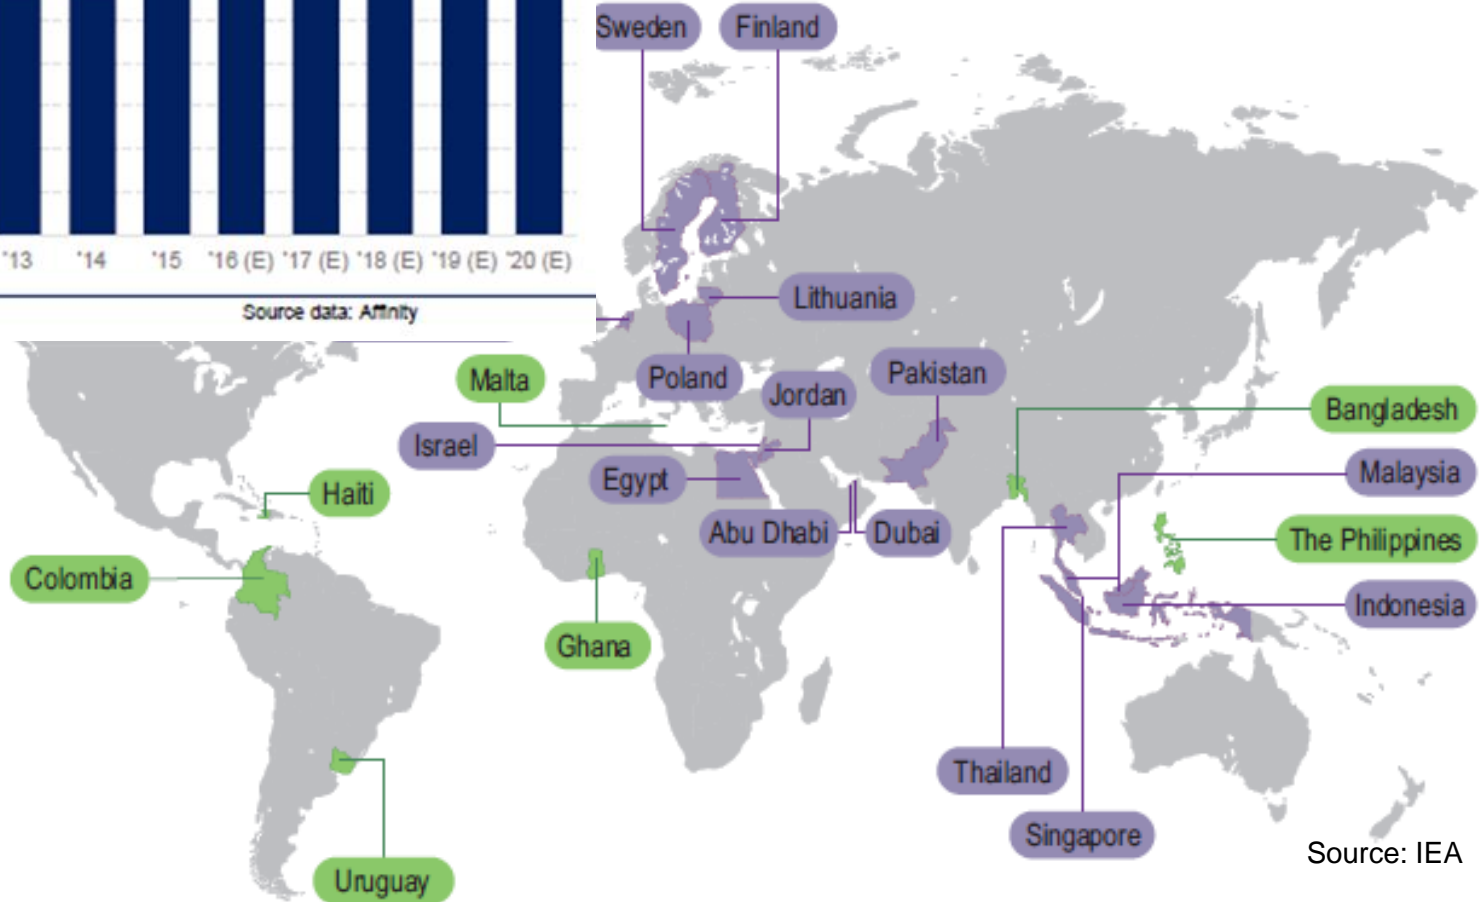 Sweden
Finland
'13 '14 '15 '16 (E) '17 (E) '18 (E) '19 (E) '20 (E)
Source data: Affinity
Lithuania
Malta
Poland
Jordan
Pakistan
Bangladesh
Israel
Egypt
Malaysia
Haiti
Abu Dhabi
Dubai
The Philippines
Colombia
Indonesia
Ghana
Thailand
Singapore
Source: IEA
Uruguay